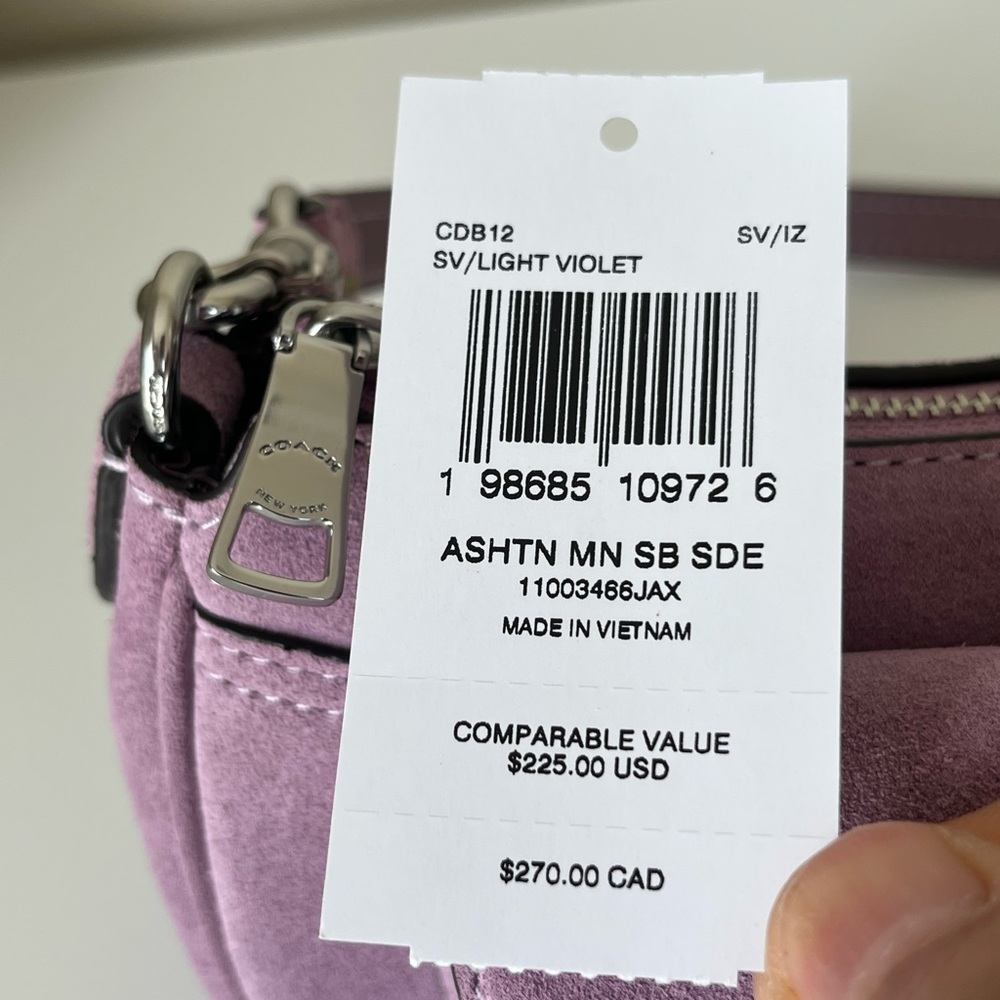 CDB12 SV/IZ
SV/LIGHT VIOLET
1 98685 10972 6
ASHTN MN SB SDE
11003466JAX
MADE IN VIETNAM
COMPARABLE VALUE
$225.00 USD
$270.00 CAD
COACH
COACH
NEW YORK